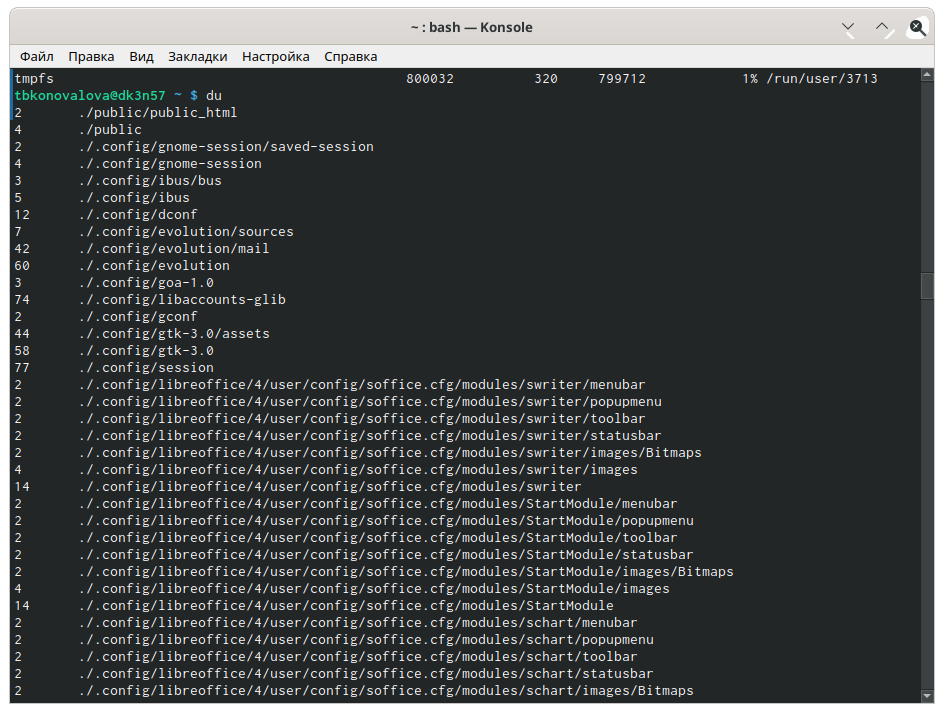 ~ : bash — Konsole
Файл Правка Вид Закладки Настройка Справка
tmpfs 800032 320 799712 1% /run/user/3713
tbkonovalova@dk3n57 ~ $ du
2 ./public/public_html
4 ./public
2 ./.config/gnome-session/saved-session
4 ./.config/gnome-session
3 ./.config/ibus/bus
5 ./.config/ibus
12 ./.config/dconf
7 ./.config/evolution/sources
42 ./.config/evolution/mail
60 ./.config/evolution
3 ./.config/goa-1.0
74 ./.config/libaccounts-glib
2 ./.config/gconf
44 ./.config/gtk-3.0/assets
58 ./.config/gtk-3.0
77 ./.config/session
2 ./.config/libreoffice/4/user/config/soffice.cfg/modules/swriter/menubar
2 ./.config/libreoffice/4/user/config/soffice.cfg/modules/swriter/popupmenu
2 ./.config/libreoffice/4/user/config/soffice.cfg/modules/swriter/toolbar
2 ./.config/libreoffice/4/user/config/soffice.cfg/modules/swriter/statusbar
2 ./.config/libreoffice/4/user/config/soffice.cfg/modules/swriter/images/Bitmaps
4 ./.config/libreoffice/4/user/config/soffice.cfg/modules/swriter/images
14 ./.config/libreoffice/4/user/config/soffice.cfg/modules/swriter
2 ./.config/libreoffice/4/user/config/soffice.cfg/modules/StartModule/menubar
2 ./.config/libreoffice/4/user/config/soffice.cfg/modules/StartModule/popupmenu
2 ./.config/libreoffice/4/user/config/soffice.cfg/modules/StartModule/toolbar
2 ./.config/libreoffice/4/user/config/soffice.cfg/modules/StartModule/statusbar
2 ./.config/libreoffice/4/user/config/soffice.cfg/modules/StartModule/images/Bitmaps
4 ./.config/libreoffice/4/user/config/soffice.cfg/modules/StartModule/images
14 ./.config/libreoffice/4/user/config/soffice.cfg/modules/StartModule
2 ./.config/libreoffice/4/user/config/soffice.cfg/modules/schart/menubar
2 ./.config/libreoffice/4/user/config/soffice.cfg/modules/schart/popupmenu
2 ./.config/libreoffice/4/user/config/soffice.cfg/modules/schart/toolbar
2 ./.config/libreoffice/4/user/config/soffice.cfg/modules/schart/statusbar
2 ./.config/libreoffice/4/user/config/soffice.cfg/modules/schart/images/Bitmaps